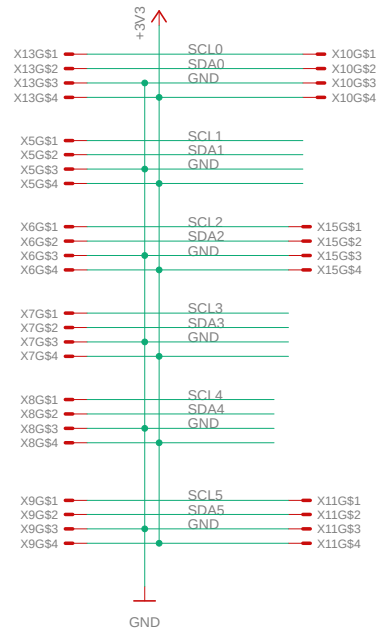 +3V3
X13G$1 SCL0 X10G$1
X13G$2 SDA0 X10G$2
X13G$3 GND X10G$3
X13G$4 X10G$4
X5G$1 SCL1
X5G$2 SDA1
X5G$3 GND
X5G$4
X6G$1 SCL2 X15G$1
X6G$2 SDA2 X15G$2
X6G$3 GND X15G$3
X6G$4 X15G$4
X7G$1 SCL3
X7G$2 SDA3
X7G$3 GND
X7G$4
X8G$1 SCL4
X8G$2 SDA4
X8G$3 GND
X8G$4
X9G$1 SCL5 X11G$1
X9G$2 SDA5 X11G$2
X9G$3 GND X11G$3
X9G$4 X11G$4
GND